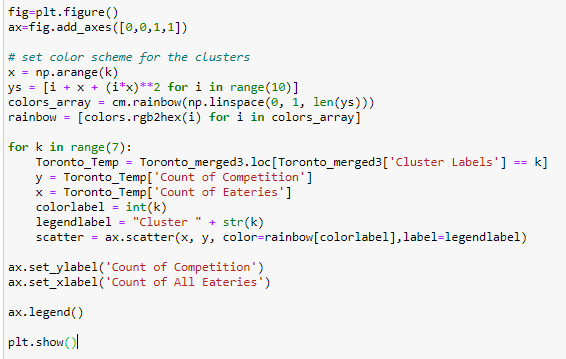 fig=plt.figure()
ax=fig.add_axes([0,0,1,1])

# set color scheme for the clusters
x = np.arange(k)
ys = [i + x + (i*x)**2 for i in range(10)]
colors_array = cm.rainbow(np.linspace(0, 1, len(ys)))
rainbow = [colors.rgb2hex(i) for i in colors_array]

for k in range(7):
    Toronto_Temp = Toronto_merged3.loc[Toronto_merged3['Cluster Labels'] == k]
    y = Toronto_Temp['Count of Competition']
    x = Toronto_Temp['Count of Eateries']
    colorlabel = int(k)
    legendlabel = "Cluster " + str(k)
    scatter = ax.scatter(x, y, color=rainbow[colorlabel],label=legendlabel)

ax.set_ylabel('Count of Competition')
ax.set_xlabel('Count of All Eateries')

ax.legend()

plt.show()